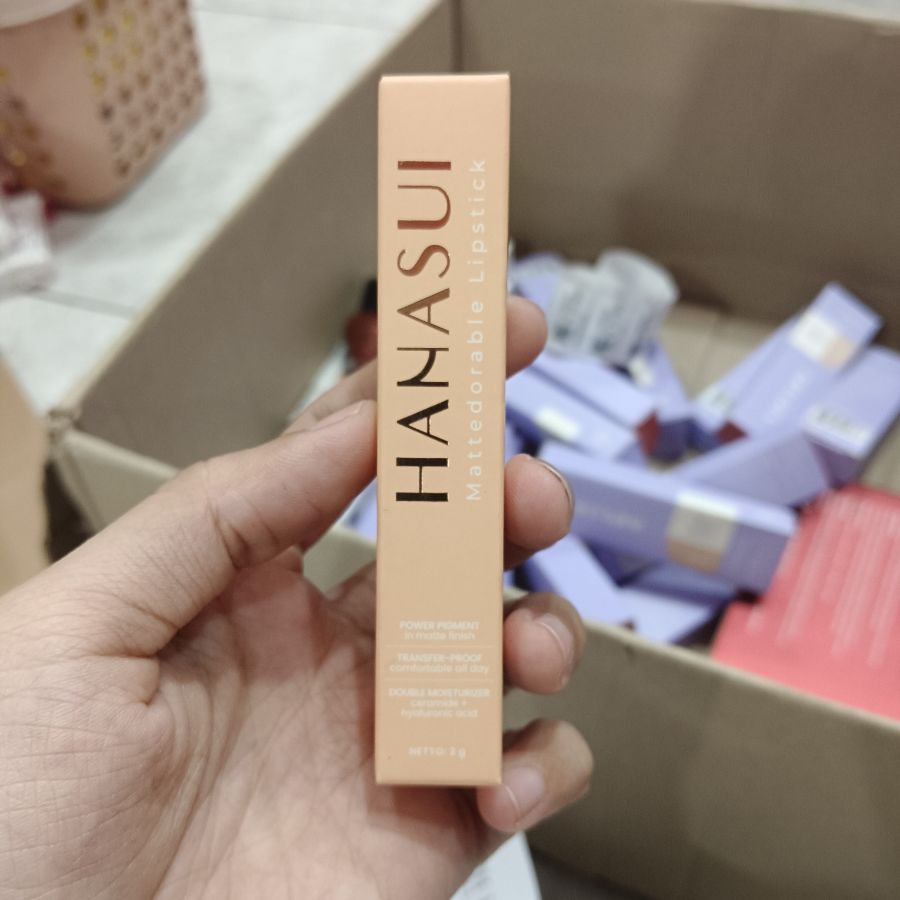 HANASUI
Mattedorable Lipstick
POWER PIGMENT
in matte finish
TRANSFER-PROOF
comfortable all day
DOUBLE MOISTURIZER
ceramide +
hyaluronic acid
NETTO: 3 g